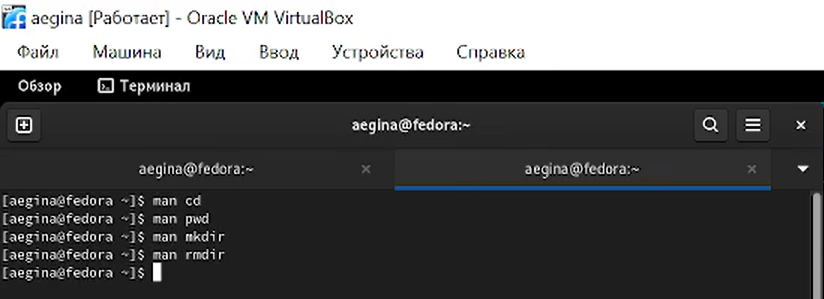 aegina [Работает] - Oracle VM VirtualBox
Файл Машина Вид Ввод Устройства Справка
Обзор Терминал
aegina@fedora:~
aegina@fedora:~ aegina@fedora:~
[aegina@fedora ~]$ man cd
[aegina@fedora ~]$ man pwd
[aegina@fedora ~]$ man mkdir
[aegina@fedora ~]$ man rmdir
[aegina@fedora ~]$